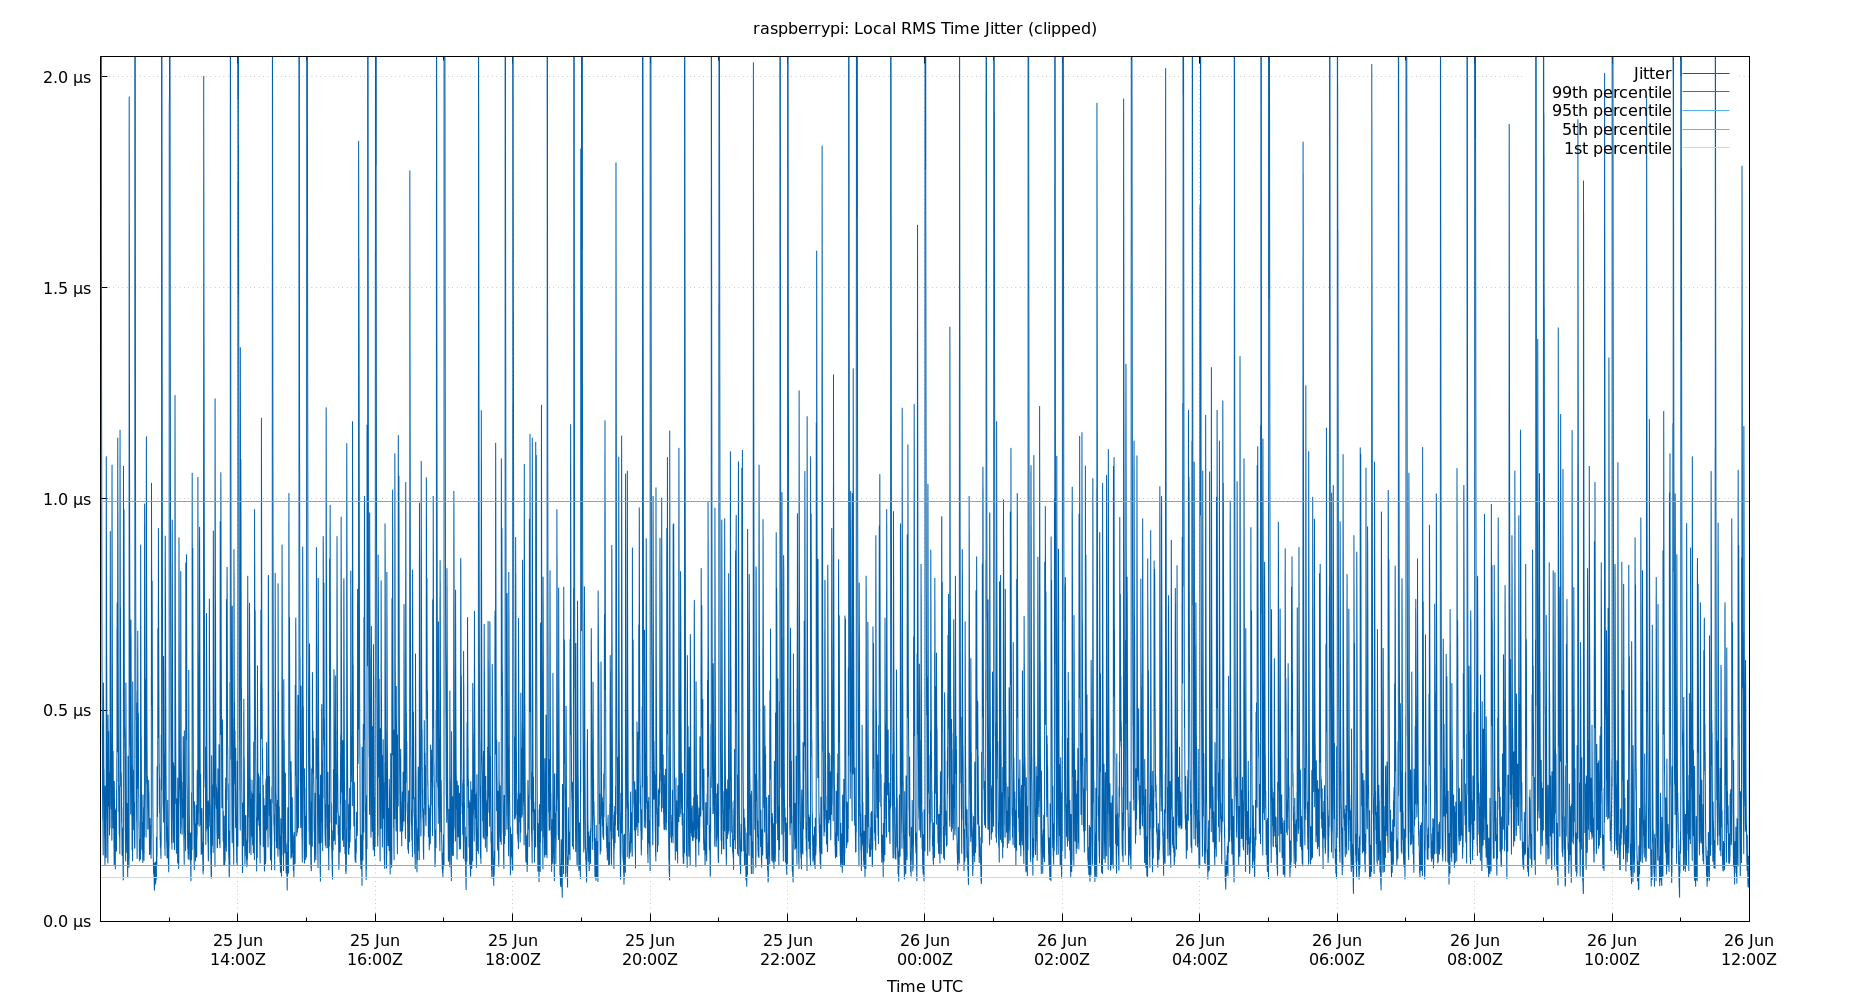 raspberrypi: Local RMS Time Jitter (clipped)
2.0 µs
1.5 µs
1.0 µs
0.5 µs
0.0 µs
Jitter
99th percentile
95th percentile
5th percentile
1st percentile
25 Jun 25 Jun 25 Jun 25 Jun 25 Jun 26 Jun 26 Jun 26 Jun 26 Jun 26 Jun 26 Jun 26 Jun
14:00Z 16:00Z 18:00Z 20:00Z 22:00Z 00:00Z 02:00Z 04:00Z 06:00Z 08:00Z 10:00Z 12:00Z
Time UTC